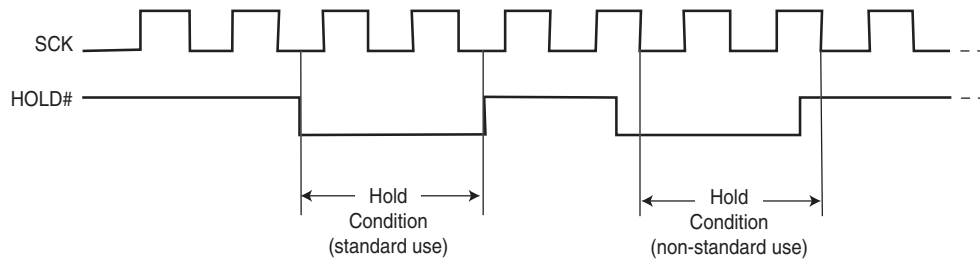 SCK
HOLD#
Hold
Condition
(standard use)
Hold
Condition
(non-standard use)